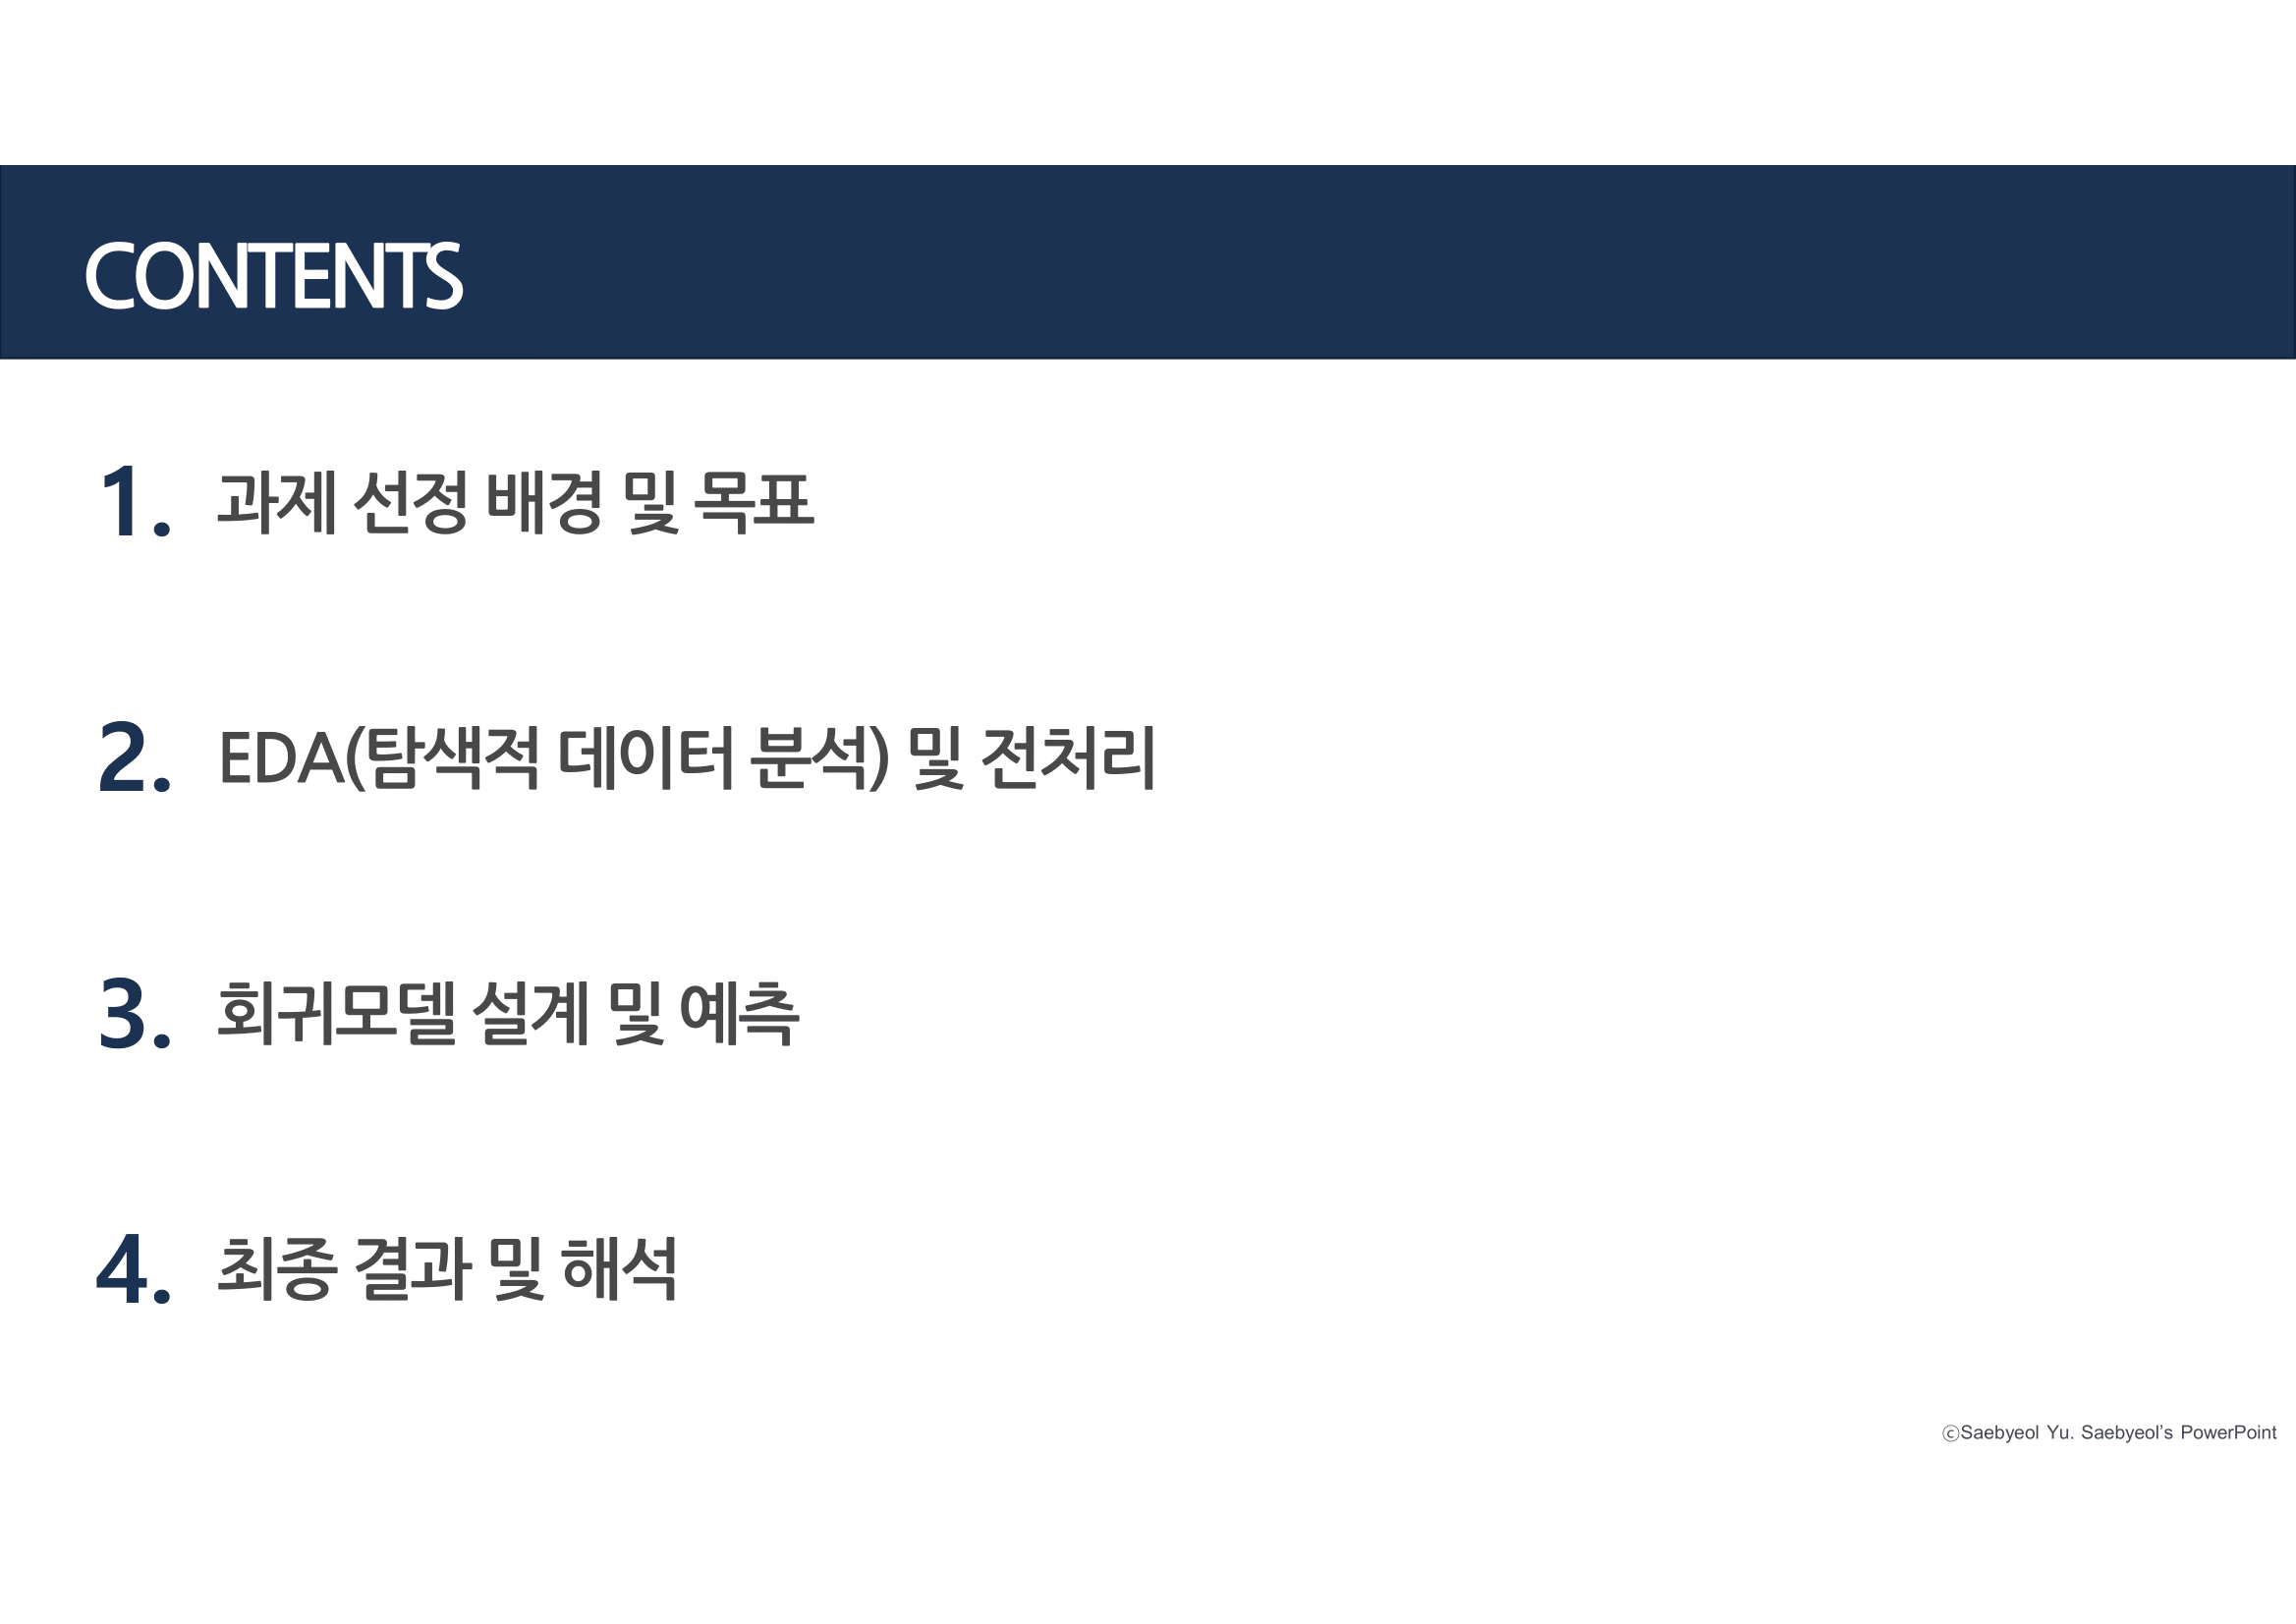 CONTENTS
1. 과제 선정 배경 및 목표
2. EDA(탐색적 데이터 분석) 및 전처리
3. 회귀모델 설계 및 예측
4. 최종 결과 및 해석
ⓒSaebyeol Yu. Saebyeol’s PowerPoint